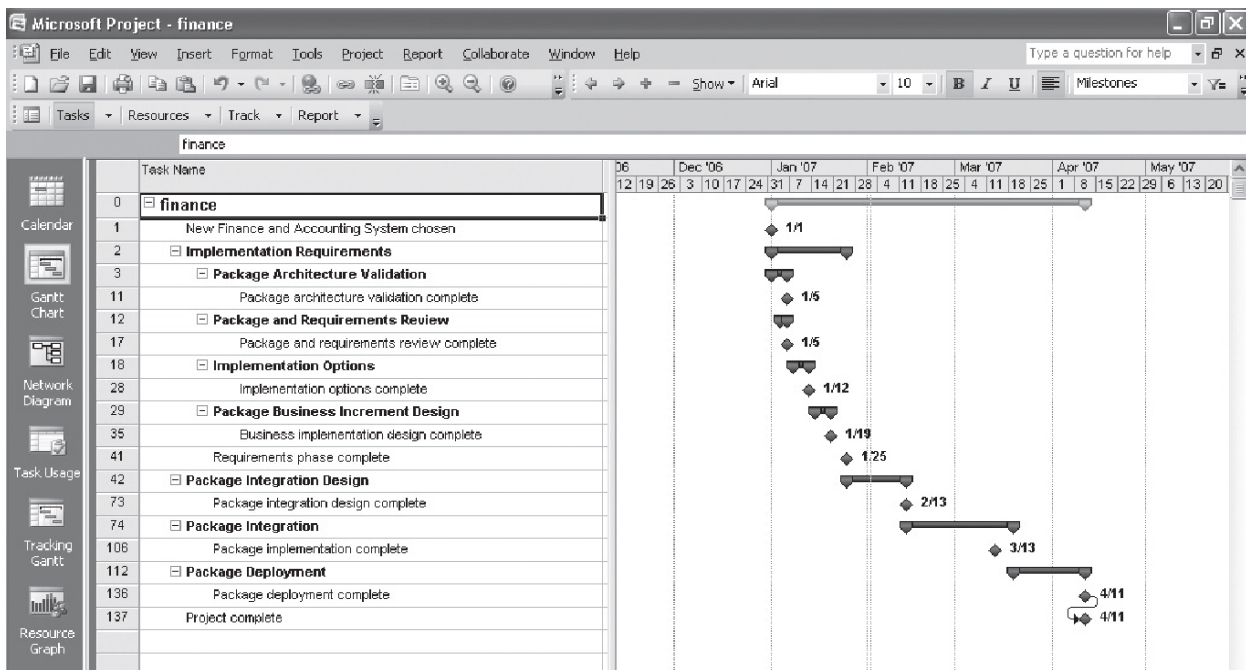 Microsoft Project - finance
File Edit View Insert Format Tools Project Report Collaborate Window Help Type a question for help
Show Arial 10 B I U Milestones
Tasks Resources Track Report
finance
Task Name 06 Dec '06 Jan '07 Feb '07 Mar '07 Apr '07 May '07
12 19 26 3 10 17 24 31 7 14 21 28 4 11 18 25 4 11 18 25 1 8 15 22 29 6 13 20
0 finance
1 New Finance and Accounting System chosen 1/1
2 Implementation Requirements
3 Package Architecture Validation
11 Package architecture validation complete 1/5
12 Package and Requirements Review
17 Package and requirements review complete 1/5
18 Implementation Options
28 Implementation options complete 1/12
29 Package Business Increment Design
35 Business implementation design complete 1/19
41 Requirements phase complete 1/25
42 Package Integration Design
73 Package integration design complete 2/13
74 Package Integration
106 Package implementation complete 3/13
112 Package Deployment
136 Package deployment complete 4/11
137 Project complete 4/11
Calendar
Gantt
Chart
Network
Diagram
Task Usage
Tracking
Gantt
Resource
Graph